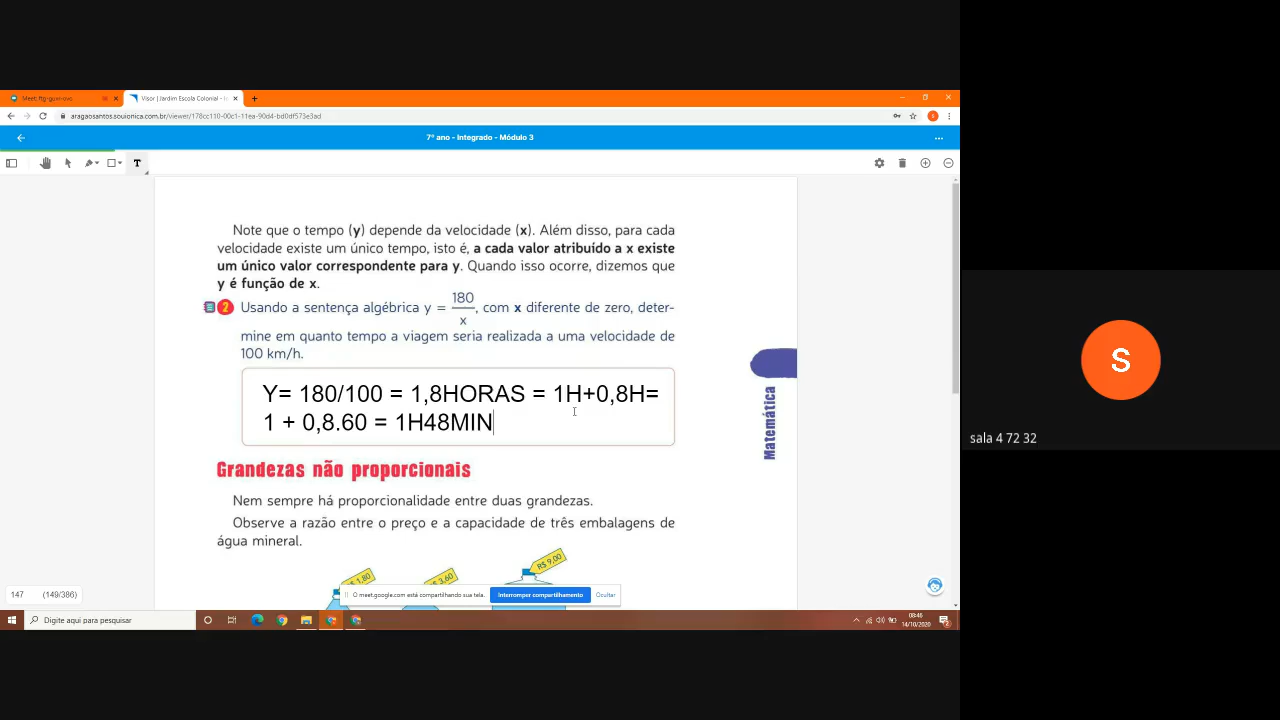 Meet: ftg-guvi-ovo
Visor | Jardim Escola Colonial - In
aragaosantos.souionica.com.br/viewer/178cc110-00c1-11ea-90d4-bd0df573e3ad
7º ano - Integrado - Módulo 3
T
Note que o tempo (y) depende da velocidade (x). Além disso, para cada
velocidade existe um único tempo, isto é, a cada valor atribuído a x existe
um único valor correspondente para y. Quando isso ocorre, dizemos que
y é função de x.
2 Usando a sentença algébrica y = 180/x, com x diferente de zero, deter-
mine em quanto tempo a viagem seria realizada a uma velocidade de
100 km/h.
Y= 180/100 = 1,8HORAS = 1H+0,8H=
1 + 0,8.60 = 1H48MIN
Matemática
Grandezas não proporcionais
Nem sempre há proporcionalidade entre duas grandezas.
Observe a razão entre o preço e a capacidade de três embalagens de
água mineral.
R$ 1,80
R$ 3,60
R$ 9,00
147 (149/386)
O meet.google.com está compartilhando sua tela.
Interromper compartilhamento
Ocultar
Digite aqui para pesquisar
08:46
14/10/2020
S
sala 4 72 32